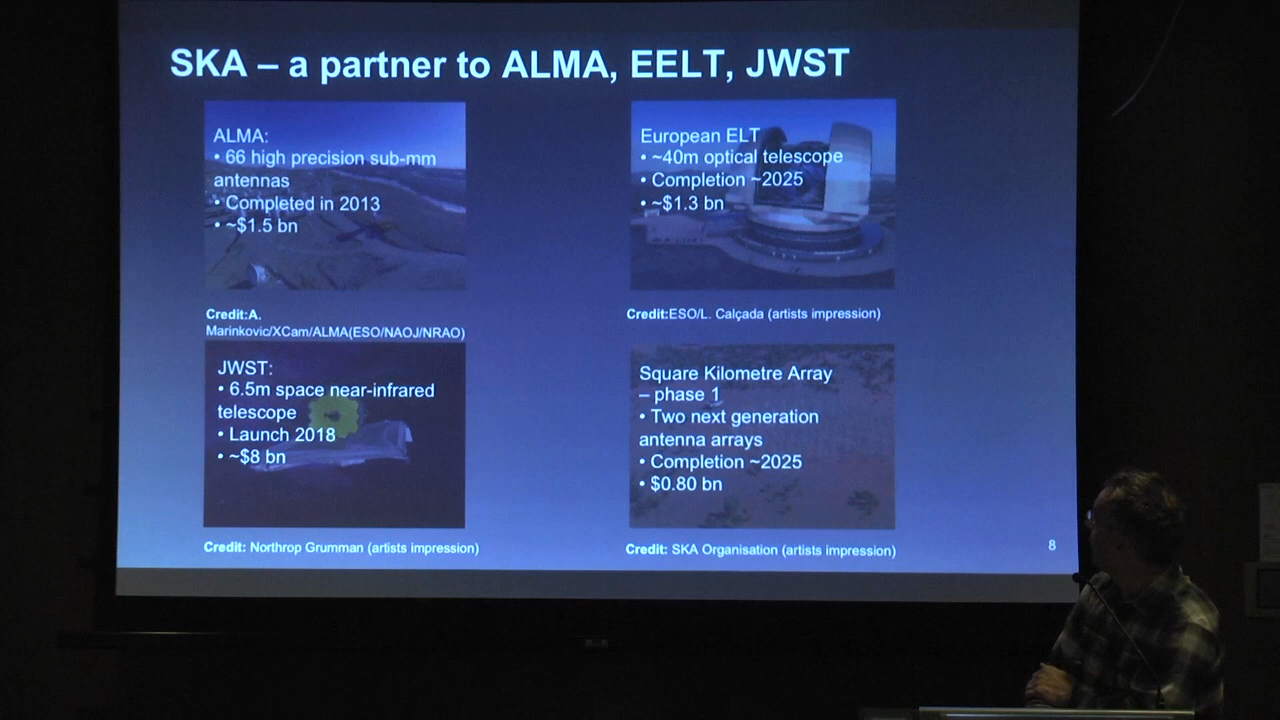 SKA – a partner to ALMA, EELT, JWST
ALMA:
• 66 high precision sub-mm
antennas
• Completed in 2013
• ~$1.5 bn
Credit:A.
Marinkovic/XCam/ALMA(ESO/NAOJ/NRAO)
European ELT
• ~40m optical telescope
• Completion ~2025
• ~$1.3 bn
Credit:ESO/L. Calçada (artists impression)
JWST:
• 6.5m space near-infrared
telescope
• Launch 2018
• ~$8 bn
Credit: Northrop Grumman (artists impression)
Square Kilometre Array
– phase 1
• Two next generation
antenna arrays
• Completion ~2025
• $0.80 bn
Credit: SKA Organisation (artists impression)
8